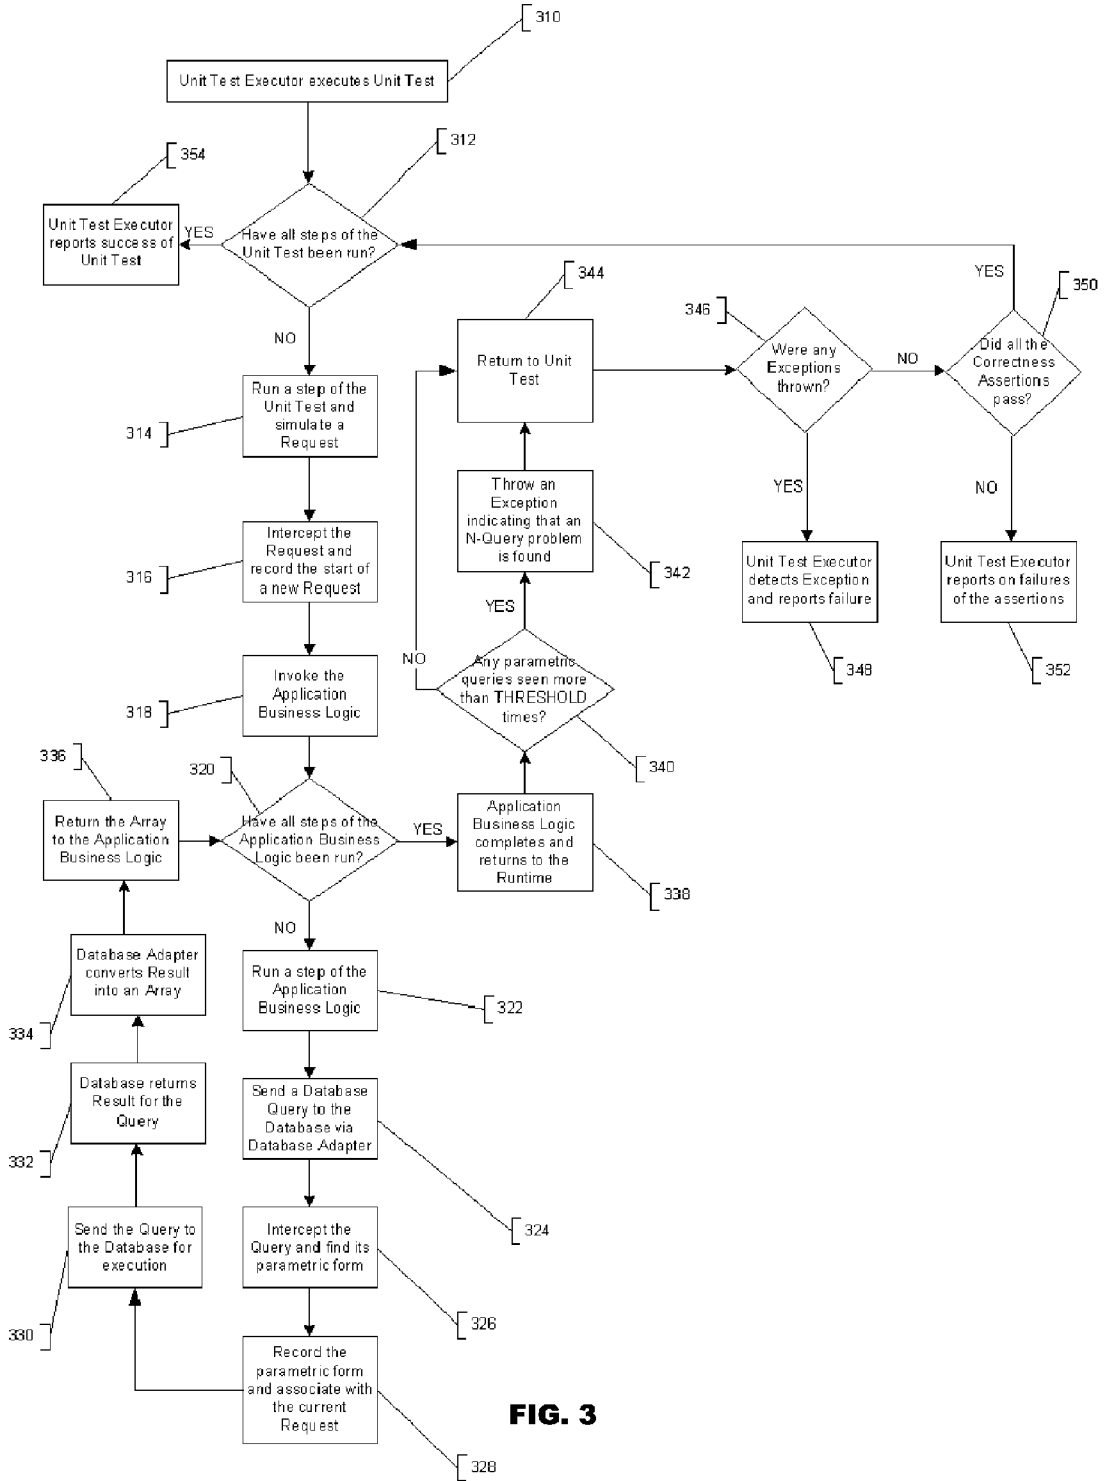 310
Unit Test Executor executes Unit Test
312
354
Unit Test Executor
reports success of
Unit Test
YES
Have all steps of the
Unit Test been run?
NO
344
346
YES
350
Return to Unit
Test
Were any
Exceptions
thrown?
NO
Did all the
Correctness
Assertions
pass?
314
Run a step of the
Unit Test and
simulate a
Request
YES
NO
Throw an
Exception
indicating that an
N-Query problem
is found
342
316
Intercept the
Request and
record the start of
a new Request
Unit Test Executor
detects Exception
and reports failure
Unit Test Executor
reports on failures
of the assertions
YES
348
352
NO
Any parametric
queries seen more
than THRESHOLD
times?
340
318
Invoke the
Application
Business Logic
336
320
Return the Array
to the Application
Business Logic
Have all steps of the
Application Business
Logic been run?
YES
Application
Business Logic
completes and
returns to the
Runtime
338
NO
Database Adapter
converts Result
into an Array
334
Run a step of the
Application
Business Logic
322
Database returns
Result for the
Query
332
Send a Database
Query to the
Database via
Database Adapter
324
Send the Query to
the Database for
execution
330
Intercept the
Query and find its
parametric form
326
Record the
parametric form
and associate with
the current
Request
328
FIG. 3